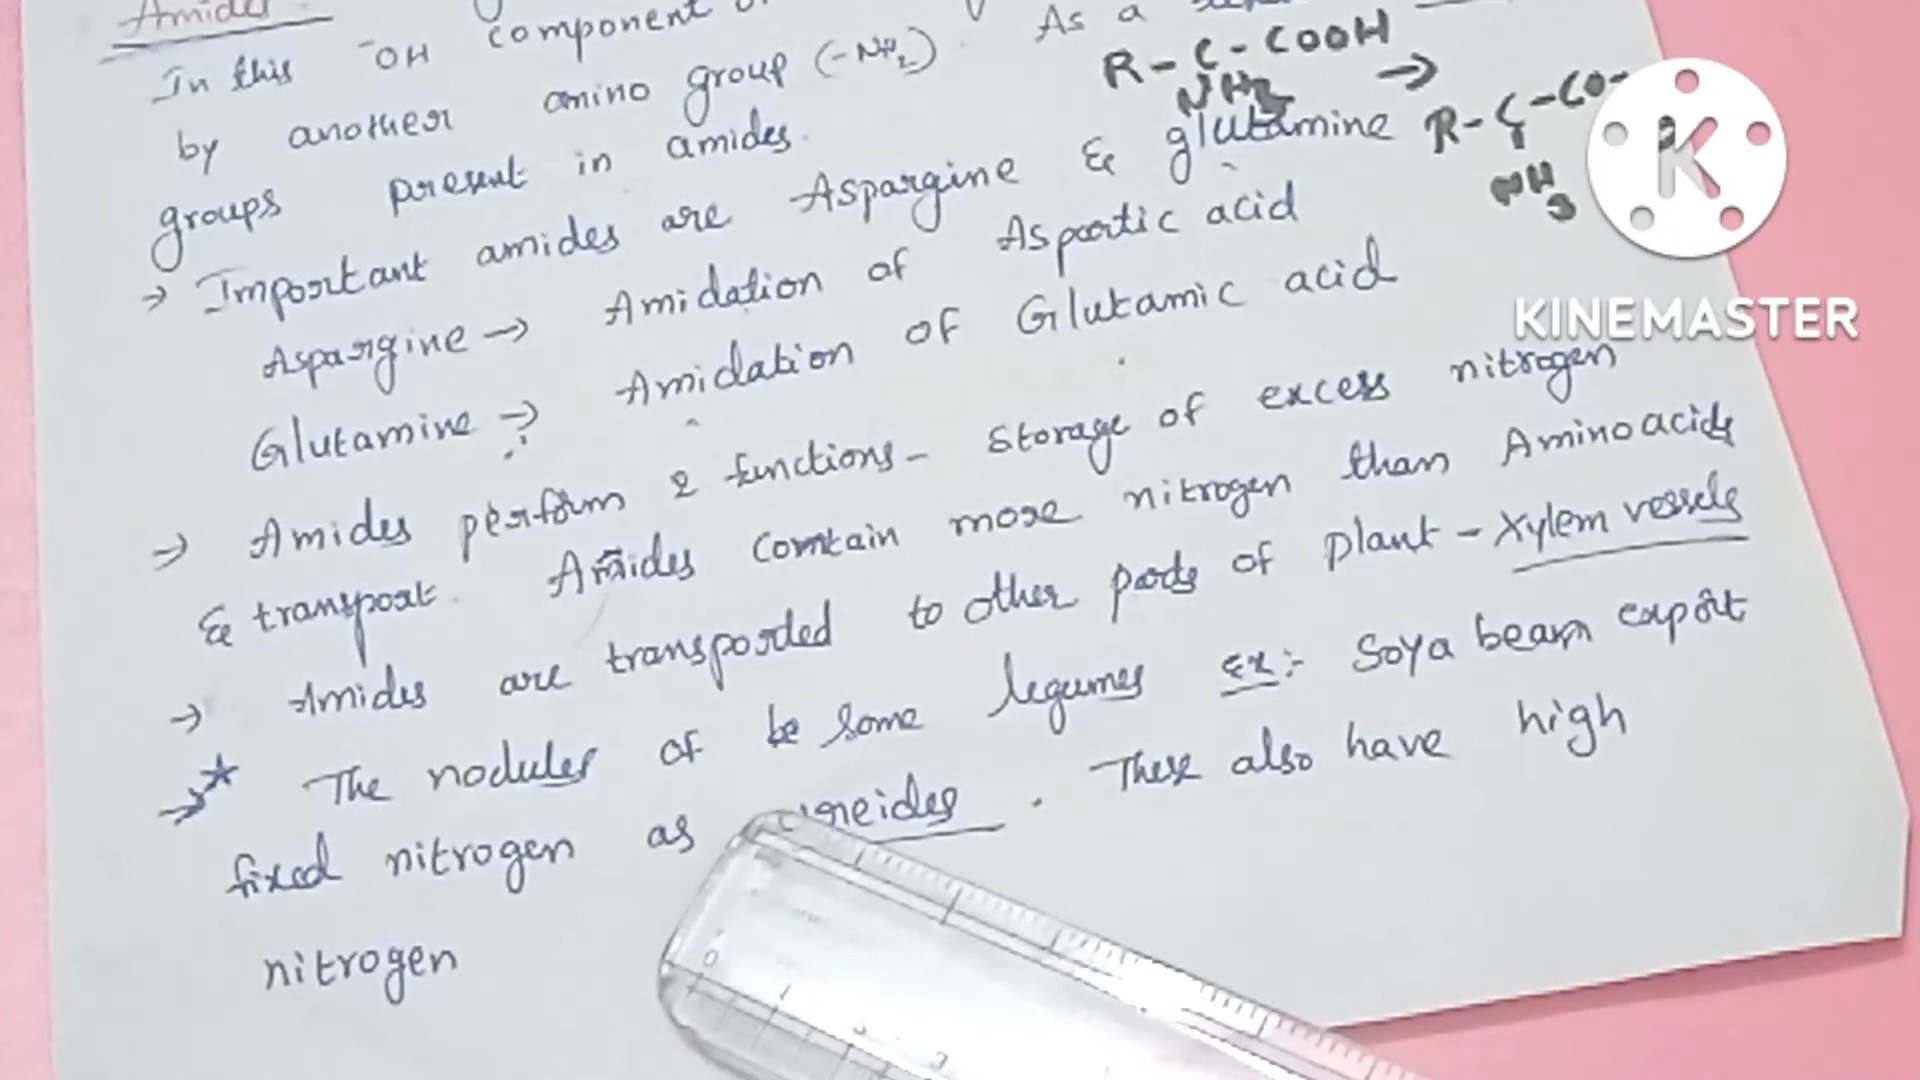 Amides
In this -OH component
by another amino group (-NH2). As a
groups present in amides.
R-C-COOH →
NH3
R-C-CO-
NH3
→ Important amides are Aspargine & glutamine
Aspargine → Amidation of Aspartic acid
Glutamine → Amidation of Glutamic acid
→ Amides perform 2 functions - Storage of excess nitrogen
& transport. Amides contain more nitrogen than Aminoacids
→ Amides are transported to other parts of plant - Xylem vessels
→ The nodules of some legumes Ex:- Soya bean export
fixed nitrogen as ureides. These also have high
nitrogen
K
KINEMASTER
0